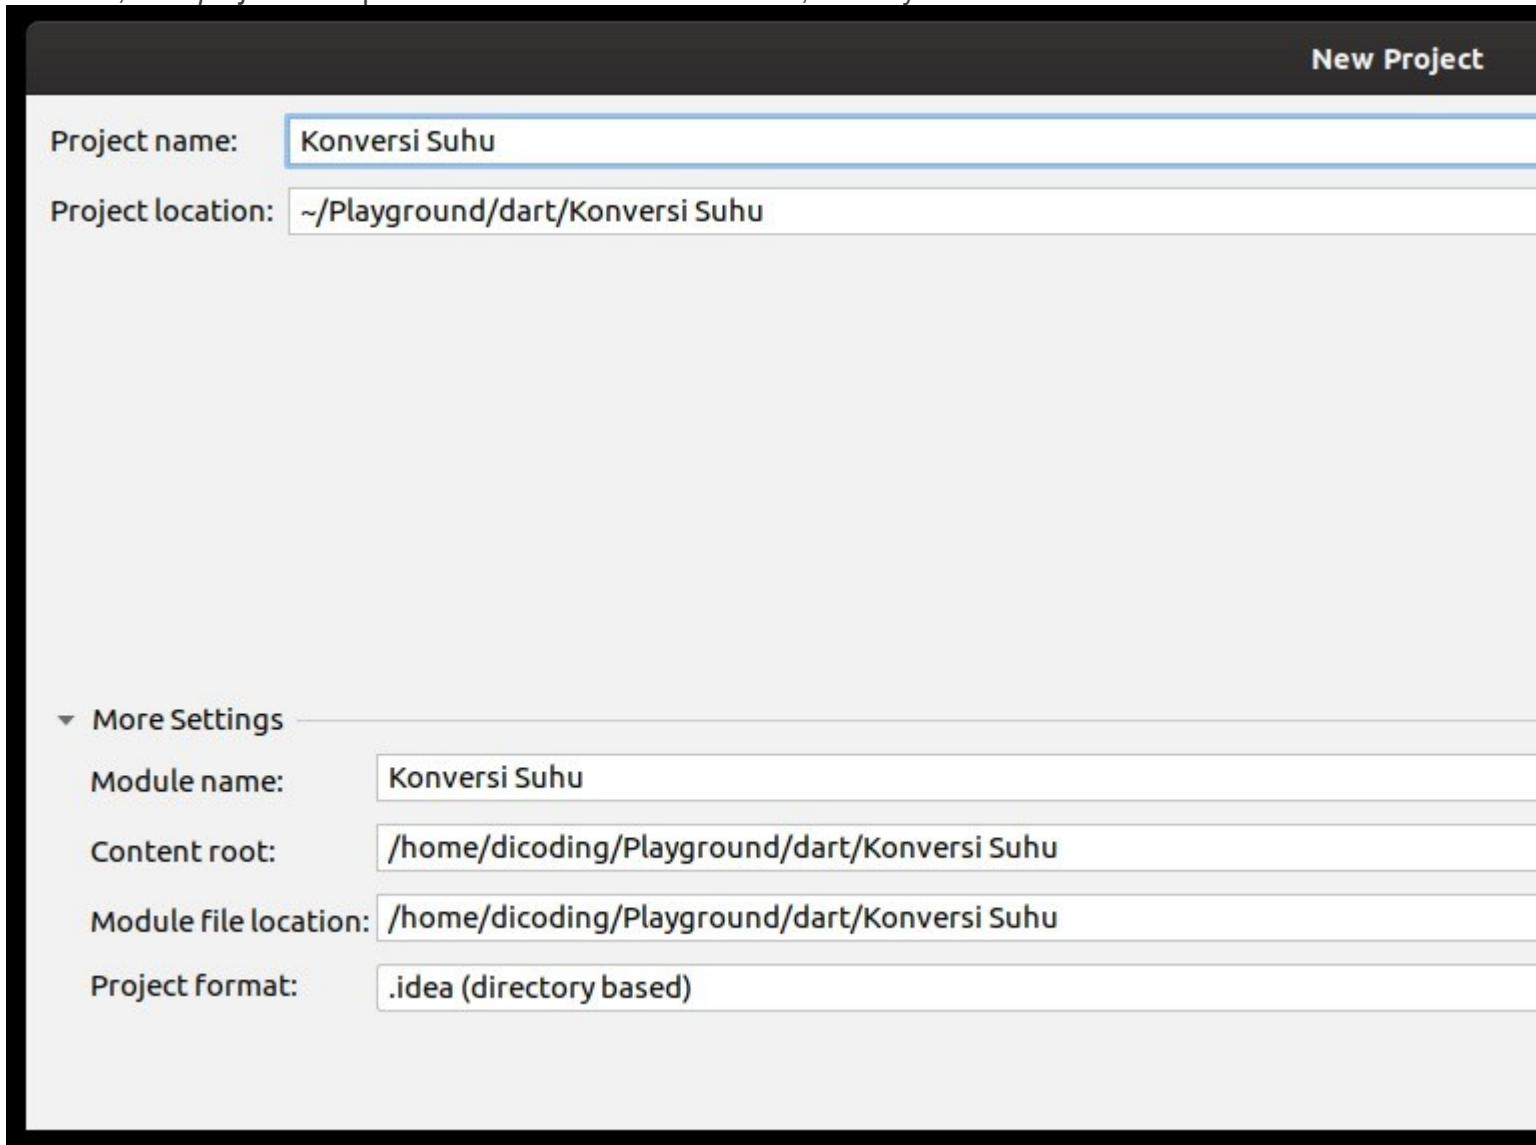 New Project
Project name: Konversi Suhu
Project location: ~/Playground/dart/Konversi Suhu
More Settings
Module name: Konversi Suhu
Content root: /home/dicoding/Playground/dart/Konversi Suhu
Module file location: /home/dicoding/Playground/dart/Konversi Suhu
Project format: .idea (directory based)